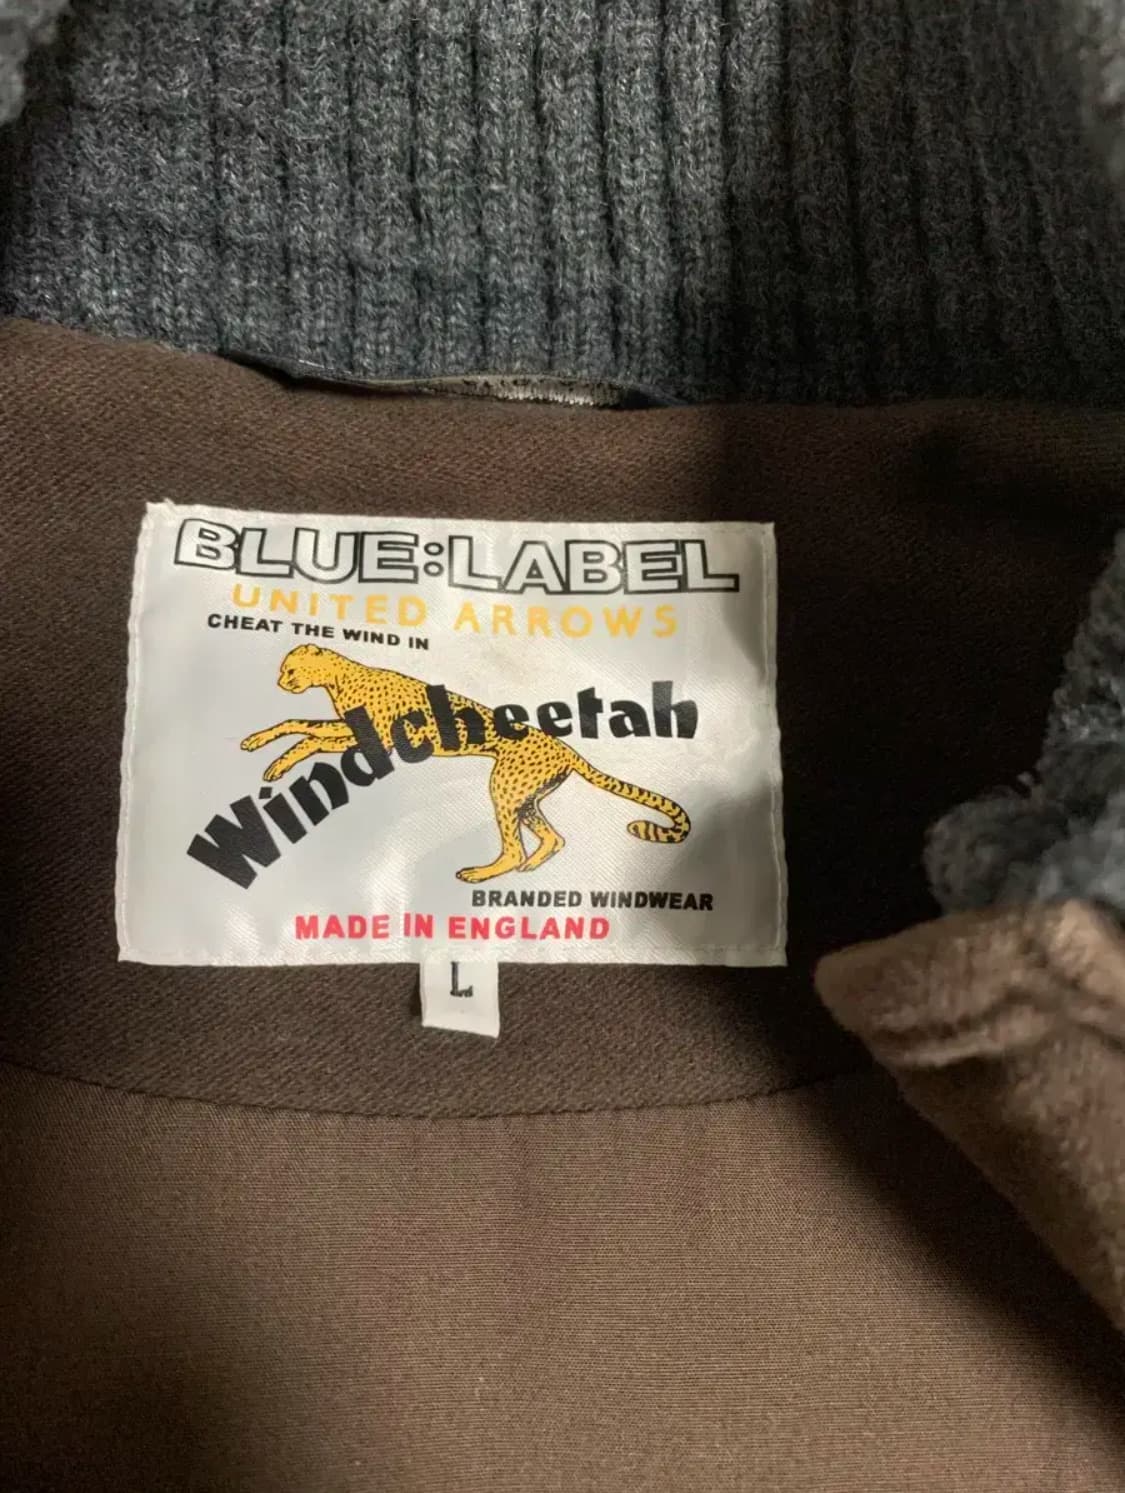 BLUE:LABEL
UNITED ARROWS
CHEAT THE WIND IN
Windcheetah
BRANDED WINDWEAR
MADE IN ENGLAND
L